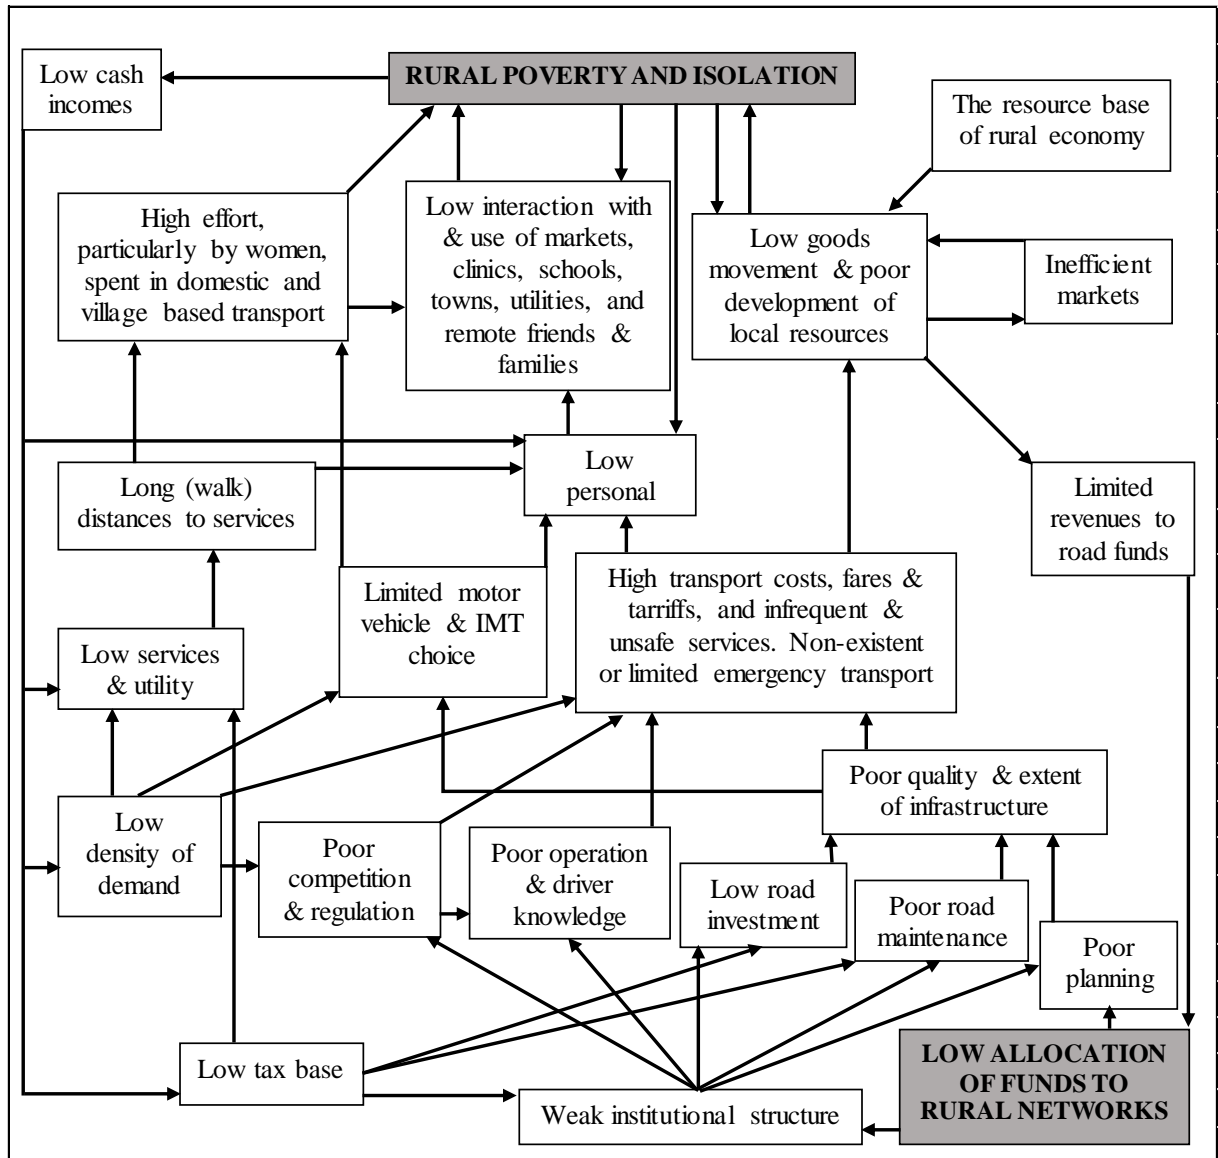 Low cash
incomes
RURAL POVERTY AND ISOLATION
The resource base
of rural economy
High effort,
particularly by women,
spent in domestic and
village based transport
Low interaction with
& use of markets,
clinics, schools,
towns, utilities, and
remote friends &
families
Low goods
movement & poor
development of
local resources
Inefficient
markets
Low
personal
Long (walk)
distances to services
Limited
revenues to
road funds
Limited motor
vehicle & IMT
choice
High transport costs, fares &
tarriffs, and infrequent &
unsafe services. Non-existent
or limited emergency transport
Low services
& utility
Poor quality & extent
of infrastructure
Low
density of
demand
Poor
competition
& regulation
Poor operation
& driver
knowledge
Low road
investment
Poor road
maintenance
Poor
planning
Low tax base
Weak institutional structure
LOW ALLOCATION
OF FUNDS TO
RURAL NETWORKS